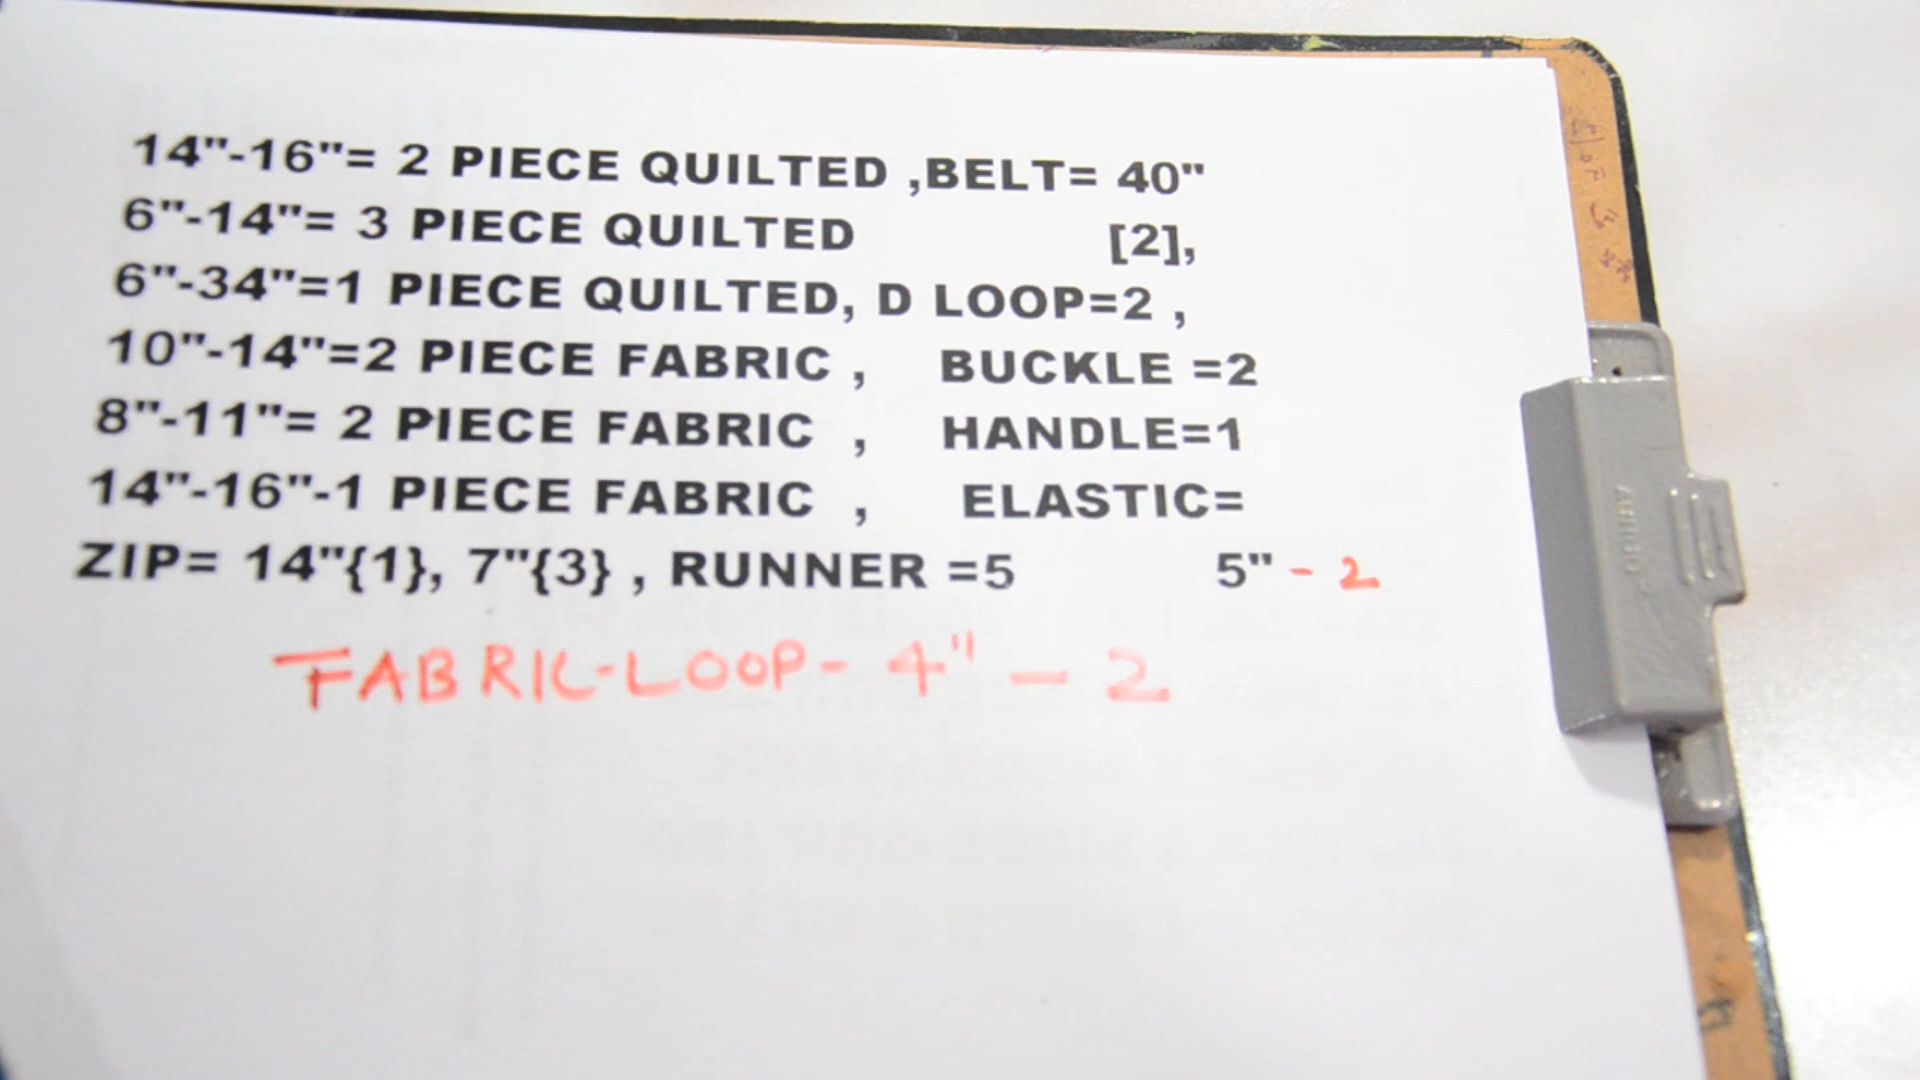 14"-16"= 2 PIECE QUILTED ,BELT= 40"
6"-14"= 3 PIECE QUILTED [2],
6"-34"=1 PIECE QUILTED, D LOOP=2 ,
10"-14"=2 PIECE FABRIC , BUCKLE =2
8"-11"= 2 PIECE FABRIC , HANDLE=1
14"-16"-1 PIECE FABRIC , ELASTIC=
ZIP= 14"{1}, 7"{3} , RUNNER =5 5" - 2
FABRIC-LOOP- 4" - 2